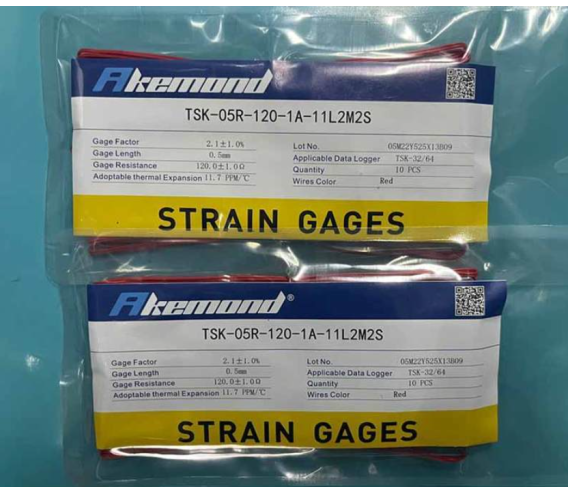 Akemond
TSK-05R-120-1A-11L2M2S
Gage Factor 2.1±1.0% Lot No. 05M22Y525X13B09
Gage Length 0.5mm Applicable Data Logger TSK-32/64
Gage Resistance 120.0±1.0Ω Quantity 10 PCS
Adoptable thermal Expansion 11.7 PPM/℃ Wires Color Red
STRAIN GAGES
Akemond®
TSK-05R-120-1A-11L2M2S
Gage Factor 2.1±1.0% Lot No. 05M22Y525X13B09
Gage Length 0.5mm Applicable Data Logger TSK-32/64
Gage Resistance 120.0±1.0Ω Quantity 10 PCS
Adoptable thermal Expansion 11.7 PPM/℃ Wires Color Red
STRAIN GAGES